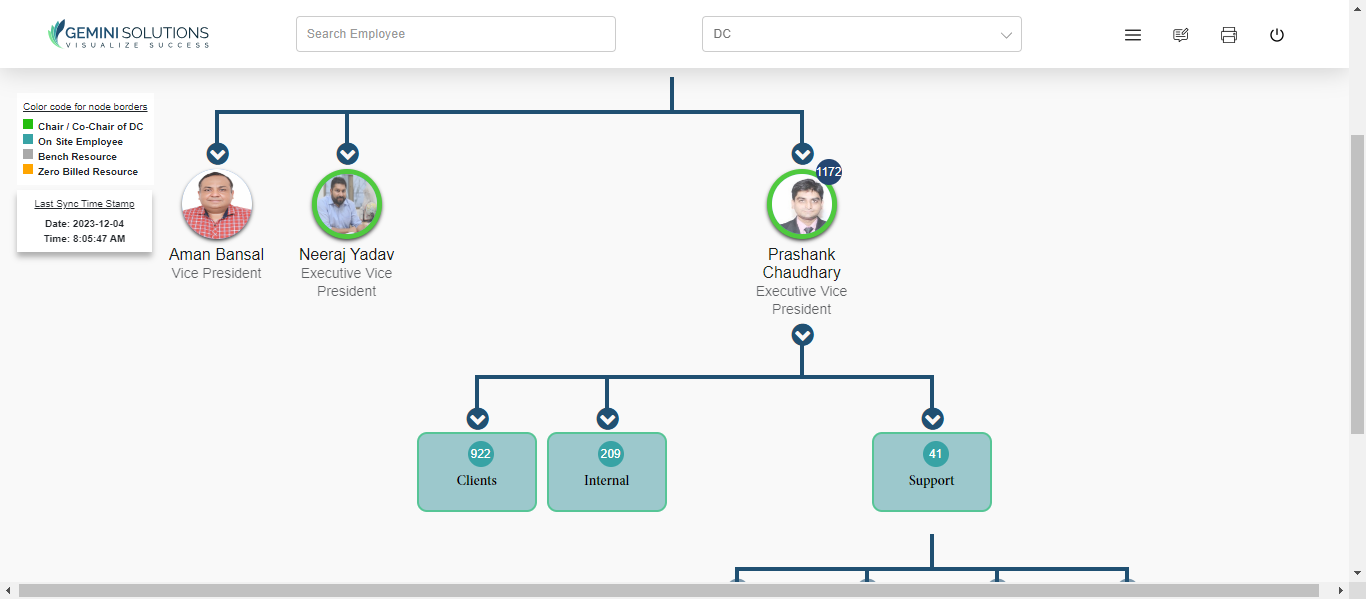 GEMINI SOLUTIONS
VISUALIZE SUCCESS
Search Employee
DC
Color code for node borders
Chair / Co-Chair of DC
On Site Employee
Bench Resource
Zero Billed Resource
Last Sync Time Stamp
Date: 2023-12-04
Time: 8:05:47 AM
Aman Bansal
Vice President
Neeraj Yadav
Executive Vice
President
1172
Prashank
Chaudhary
Executive Vice
President
922
Clients
209
Internal
41
Support